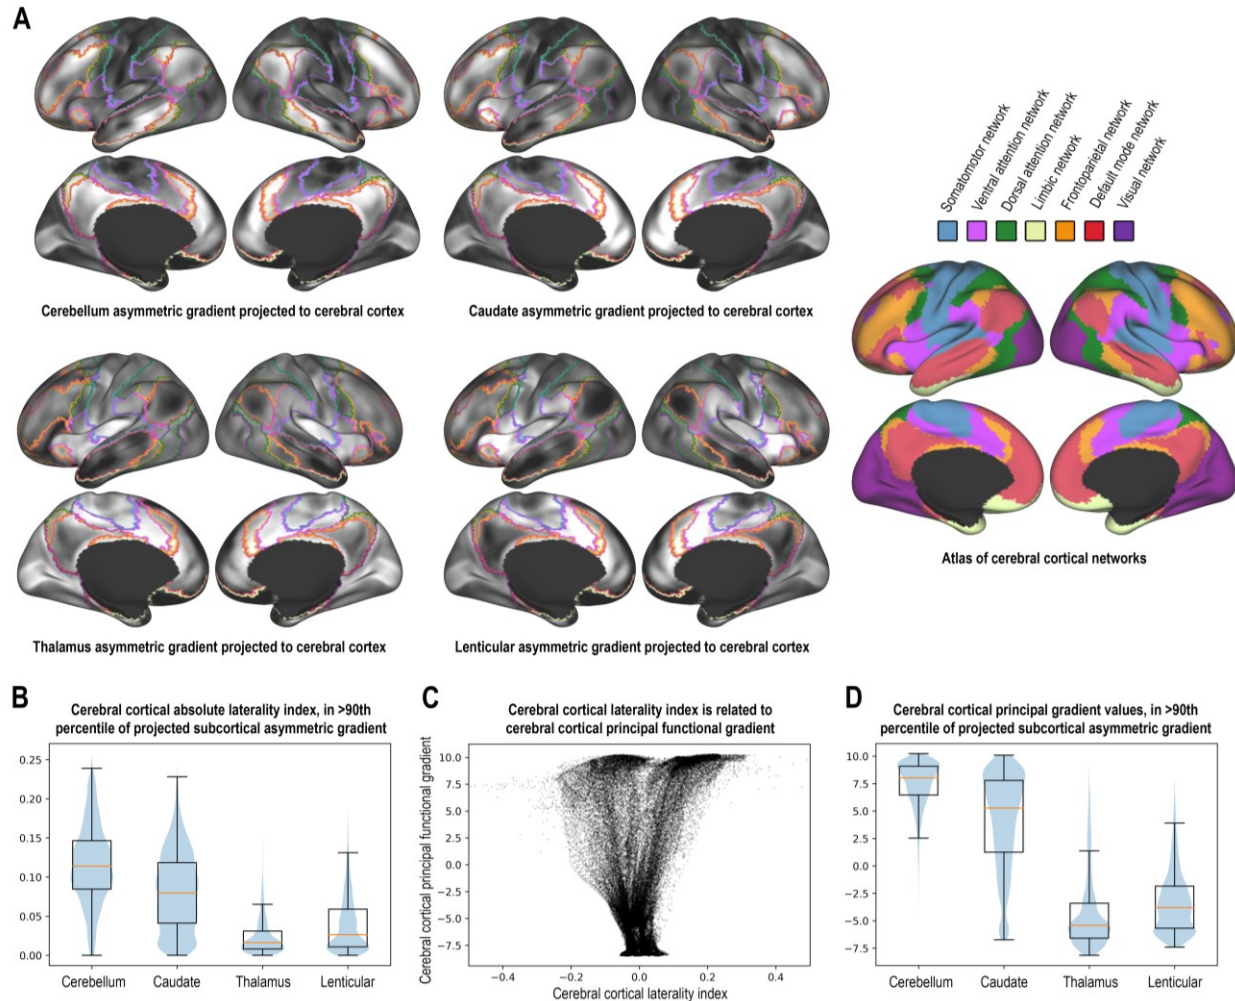 A
Somatomotor network
Ventral attention network
Dorsal attention network
Limbic network
Frontoparietal network
Default mode network
Visual network
Cerebellum asymmetric gradient projected to cerebral cortex
Caudate asymmetric gradient projected to cerebral cortex
Atlas of cerebral cortical networks
Thalamus asymmetric gradient projected to cerebral cortex
Lenticular asymmetric gradient projected to cerebral cortex
B
Cerebral cortical absolute laterality index, in >90th
percentile of projected subcortical asymmetric gradient
0.25
0.20
0.15
0.10
0.05
0.00
Cerebellum
Caudate
Thalamus
Lenticular
C
Cerebral cortical laterality index is related to
cerebral cortical principal functional gradient
Cerebral cortical principal functional gradient
10.0
7.5
5.0
2.5
0.0
−2.5
−5.0
−7.5
−0.4
−0.2
0.0
0.2
0.4
Cerebral cortical laterality index
D
Cerebral cortical principal gradient values, in >90th
percentile of projected subcortical asymmetric gradient
10.0
7.5
5.0
2.5
0.0
−2.5
−5.0
−7.5
Cerebellum
Caudate
Thalamus
Lenticular